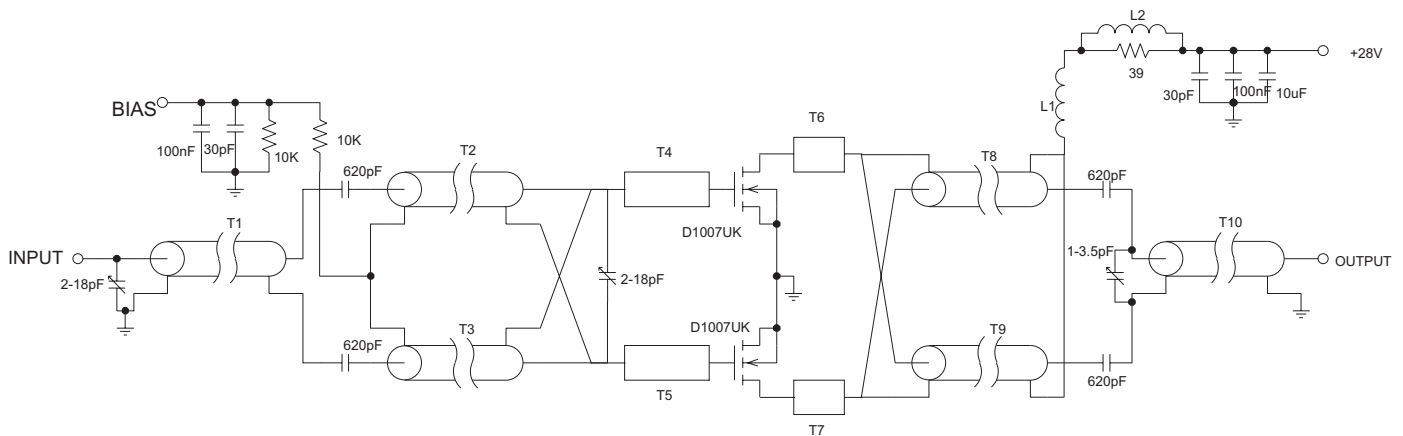 L2
+28V
39
30pF
100nF
10uF
L1
BIAS
100nF
30pF
10K
10K
T6
620pF
T2
T4
T8
620pF
D1007UK
T1
INPUT
2-18pF
2-18pF
1-3.5pF
T10
OUTPUT
D1007UK
620pF
T3
T9
T5
620pF
T7